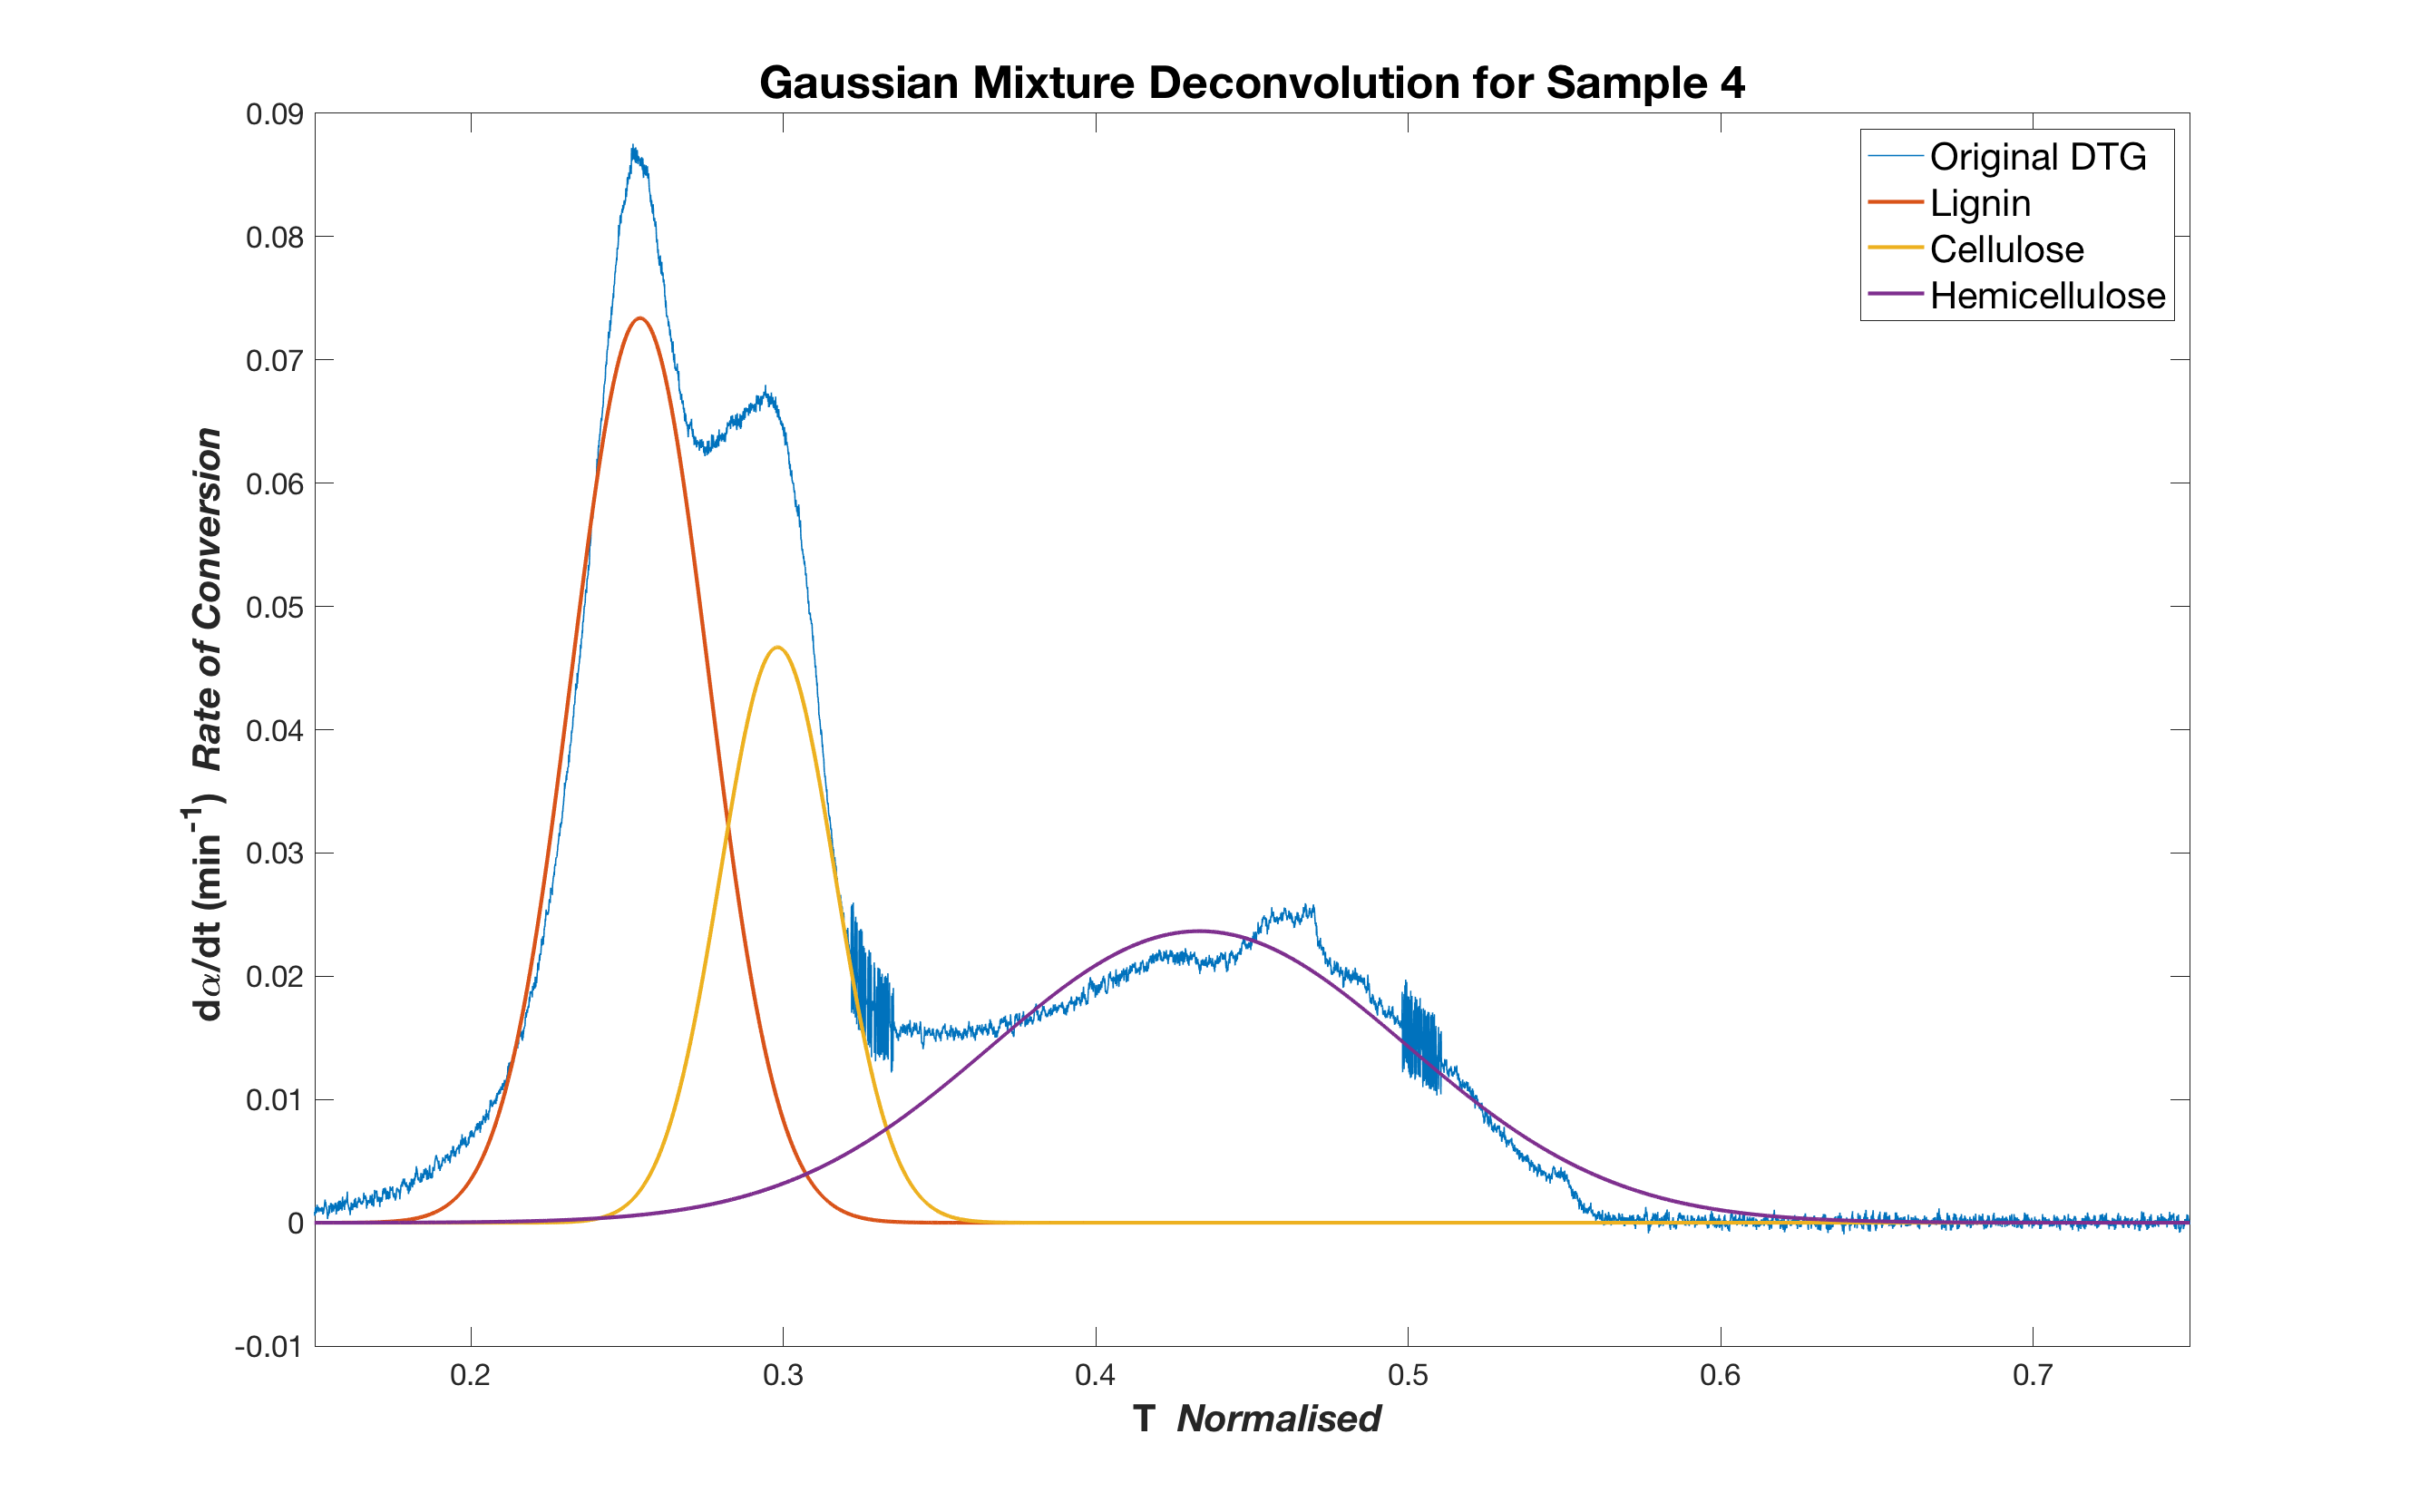 Gaussian Mixture Deconvolution for Sample 4
0.09
0.08
0.07
0.06
0.05
0.04
0.03
0.02
0.01
0
-0.01
dα/dt (min⁻¹) Rate of Conversion
Original DTG
Lignin
Cellulose
Hemicellulose
0.2 0.3 0.4 0.5 0.6 0.7
T Normalised